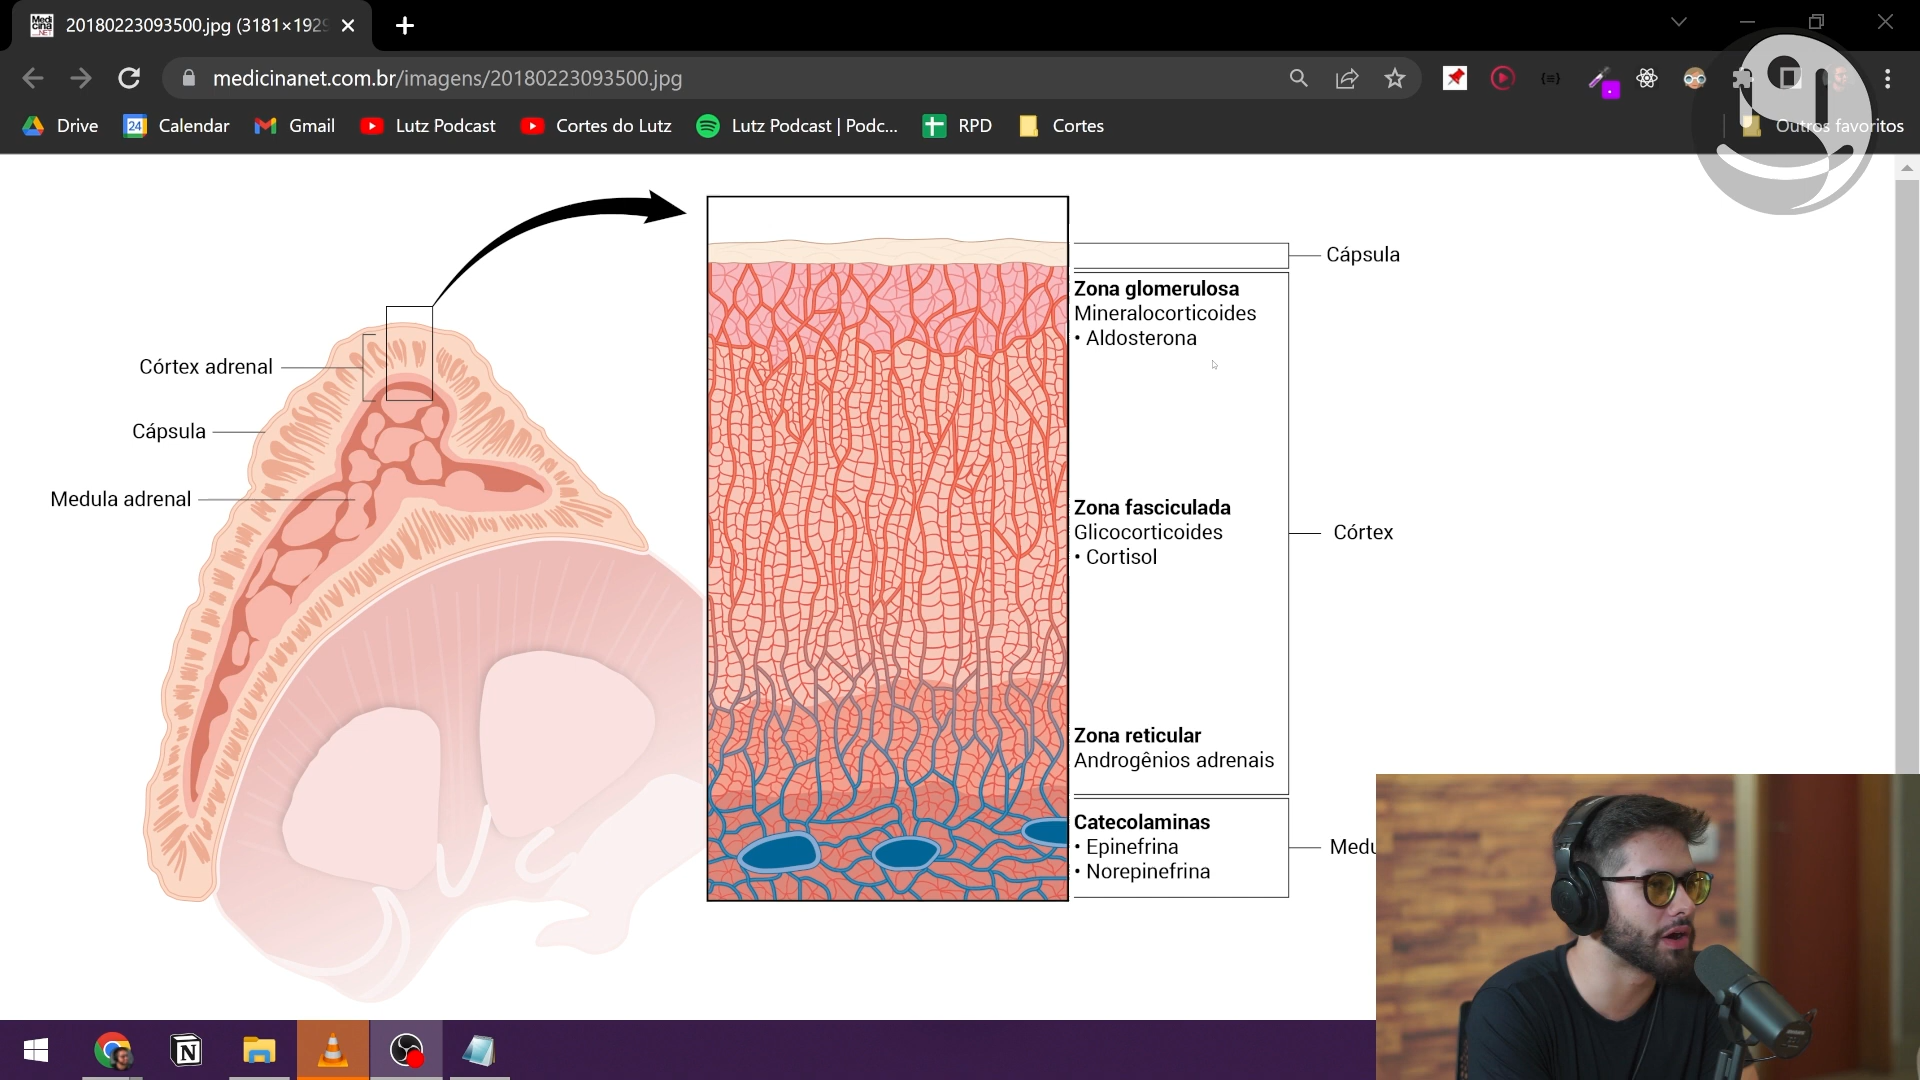 20180223093500.jpg (3181×1929
medicinanet.com.br/imagens/20180223093500.jpg
Drive
Calendar
Gmail
Lutz Podcast
Cortes do Lutz
Lutz Podcast | Podc...
RPD
Cortes
Outros favoritos
Córtex adrenal
Cápsula
Medula adrenal
Cápsula
Zona glomerulosa
Mineralocorticoides
• Aldosterona
Zona fasciculada
Glicocorticoides
• Cortisol
Córtex
Zona reticular
Androgênios adrenais
Catecolaminas
• Epinefrina
• Norepinefrina
Medu